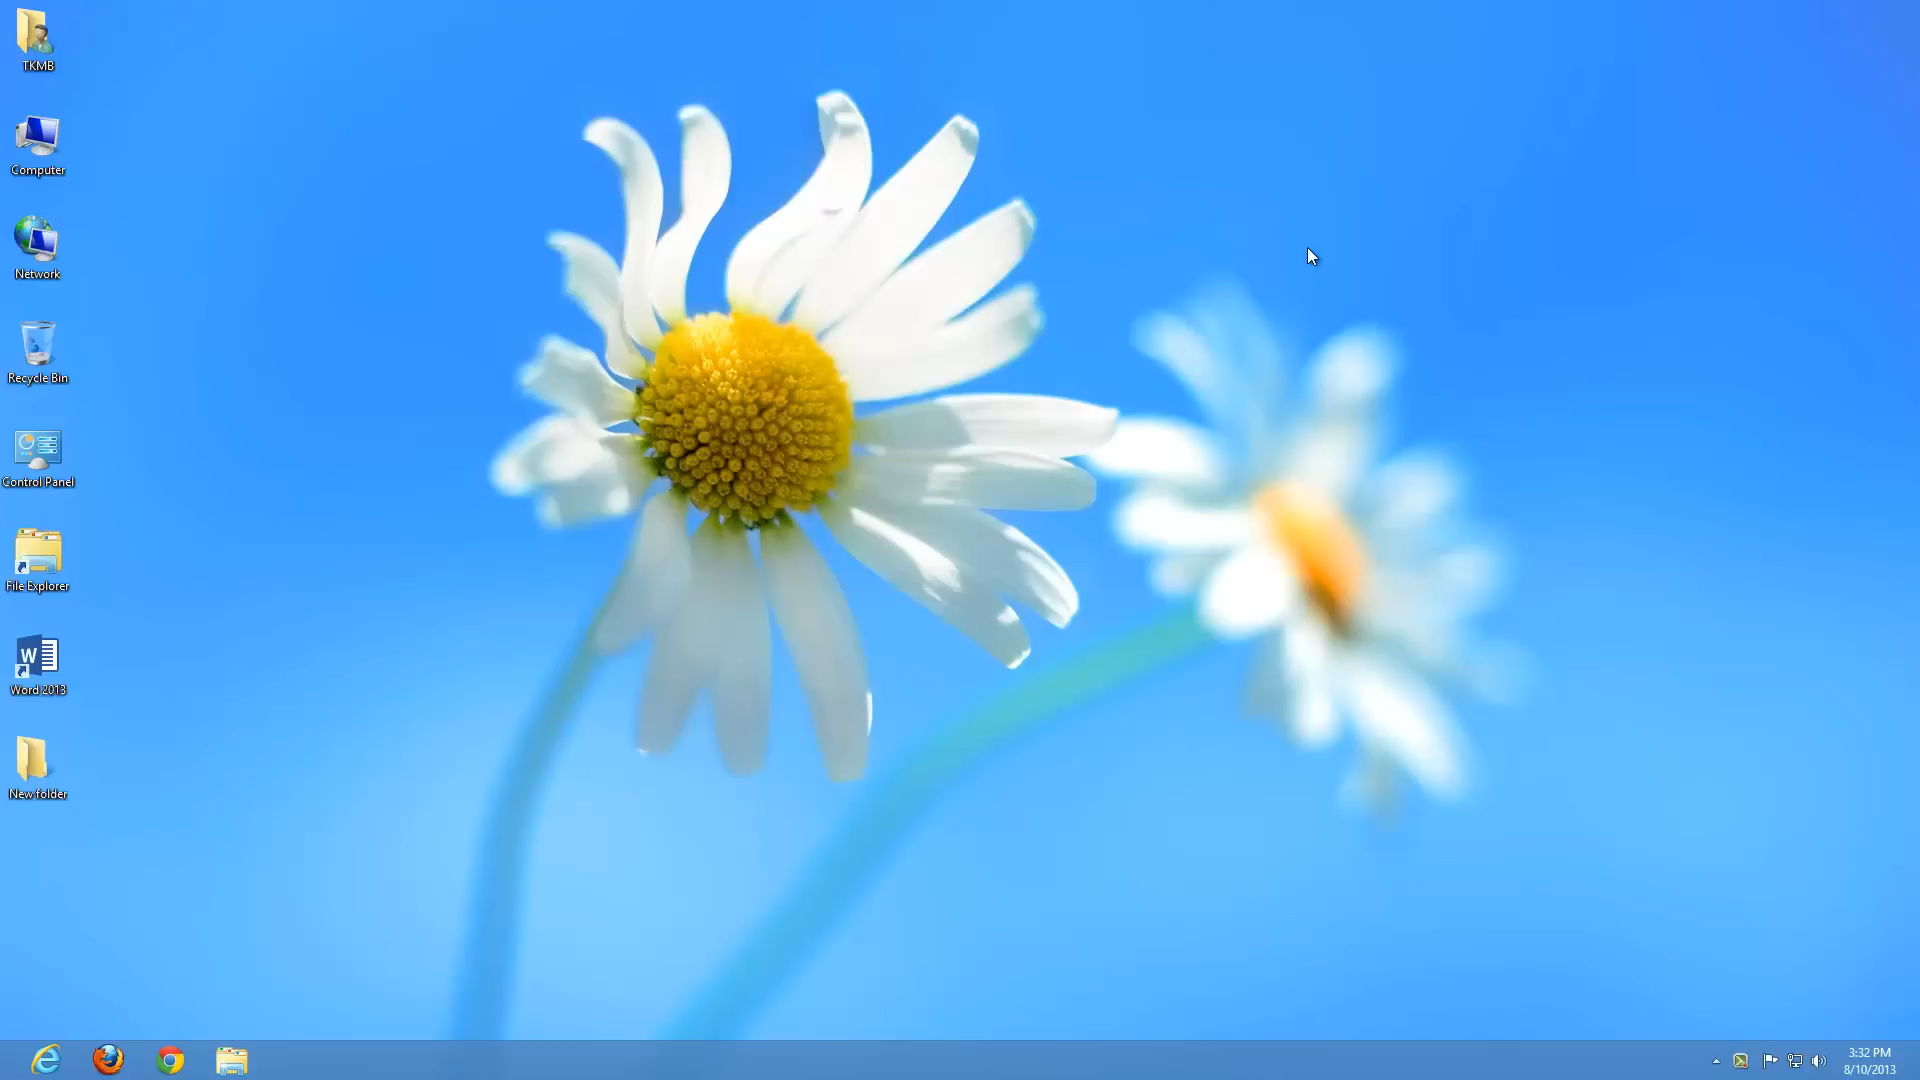 TKMB
Computer
Network
Recycle Bin
Control Panel
File Explorer
W
Word 2013
New folder
3:32 PM
8/10/2013